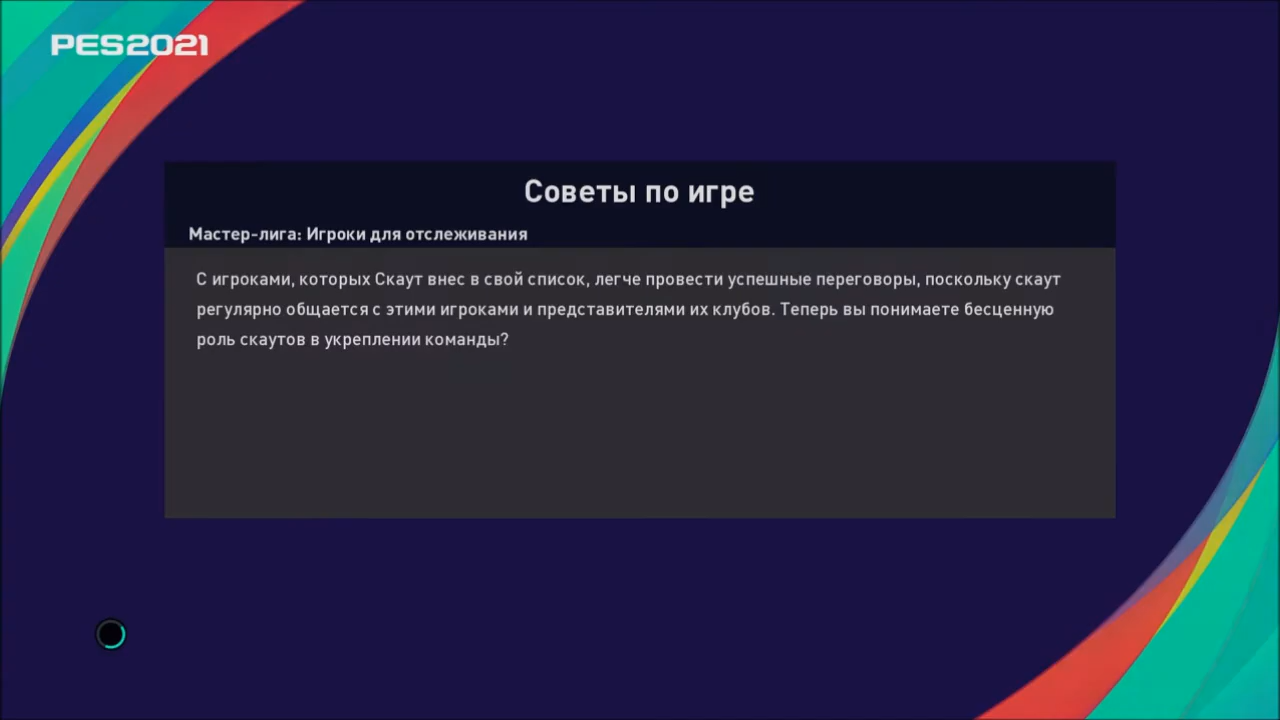 PES2021
Советы по игре
Мастер-лига: Игроки для отслеживания
С игроками, которых Скаут внес в свой список, легче провести успешные переговоры, поскольку скаут
регулярно общается с этими игроками и представителями их клубов. Теперь вы понимаете бесценную
роль скаутов в укреплении команды?